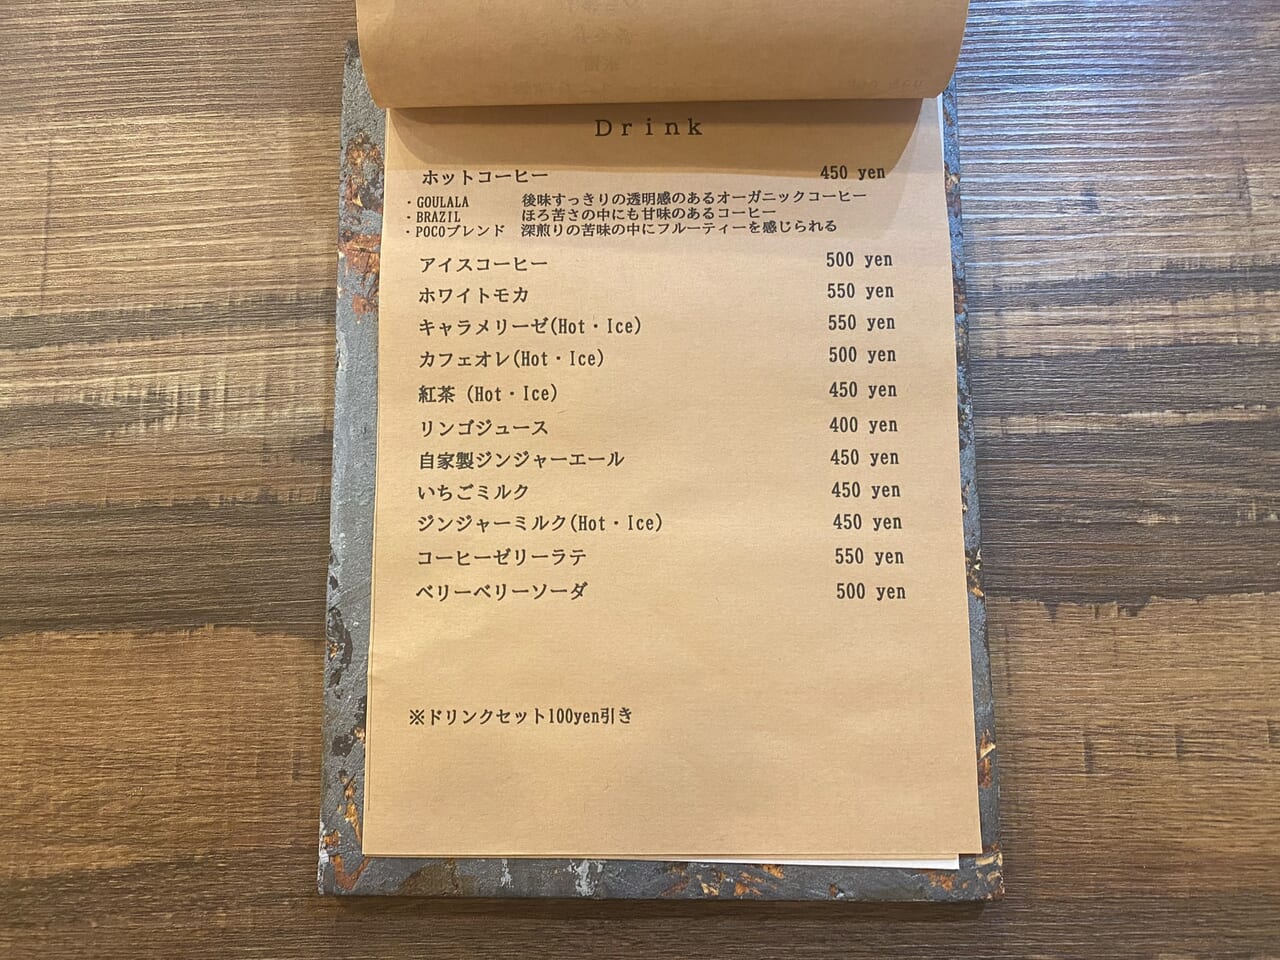 Drink
ホットコーヒー 450 yen
・GOULALA 後味すっきりの透明感のあるオーガニックコーヒー
・BRAZIL ほろ苦さの中にも甘味のあるコーヒー
・POCOブレンド 深煎りの苦味の中にフルーティーを感じられる
アイスコーヒー 500 yen
ホワイトモカ 550 yen
キャラメリーゼ(Hot・Ice) 550 yen
カフェオレ(Hot・Ice) 500 yen
紅茶 (Hot・Ice) 450 yen
リンゴジュース 400 yen
自家製ジンジャーエール 450 yen
いちごミルク 450 yen
ジンジャーミルク(Hot・Ice) 450 yen
コーヒーゼリーラテ 550 yen
ベリーベリーソーダ 500 yen
※ドリンクセット100yen引き